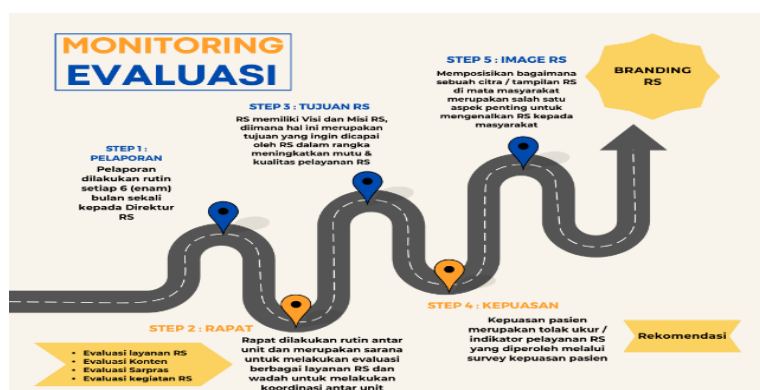 MONITORING
EVALUASI
STEP 1 :
PELAPORAN
Pelaporan
dilakukan rutin
setiap 6 (enam)
bulan sekali
kepada Direktur
RS
STEP 2 : RAPAT
Rapat dilakukan rutin antar
unit dan merupakan sarana
untuk melakukan evaluasi
berbagai layanan RS dan
wadah untuk melakukan
koordinasi antar unit
• Evaluasi layanan RS
• Evaluasi Konten
• Evaluasi Sarpras
• Evaluasi kegiatan RS
STEP 3 : TUJUAN RS
RS memiliki Visi dan Misi RS,
diimana hal ini merupakan
tujuan yang ingin dicapai
oleh RS dalam rangka
meningkatkan mutu &
kualitas pelayanan RS
STEP 4 : KEPUASAN
Kepuasan pasien
merupakan tolak ukur /
indikator pelayanan RS
yang diperoleh melalui
survey kepuasan pasien
STEP 5 : IMAGE RS
Memposisikan bagaimana
sebuah citra / tampilan RS
di mata masyarakat
merupakan salah satu
aspek penting untuk
mengenalkan RS kepada
masyarakat
BRANDING
RS
Rekomendasi